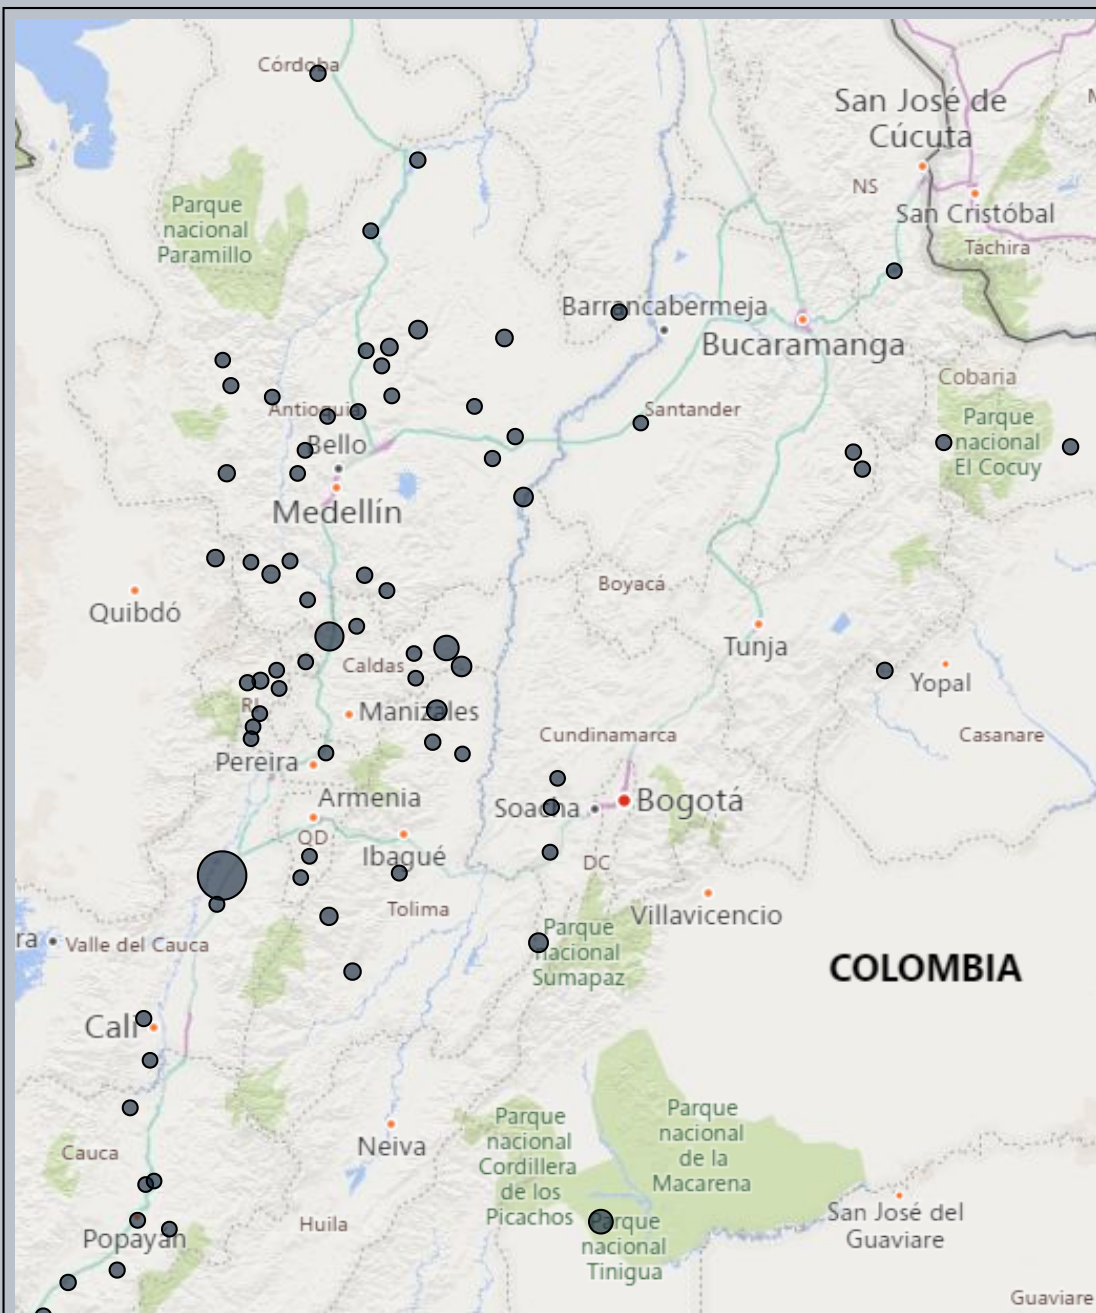 Córdoba
San José de
Cúcuta
NS
San Cristóbal
Táchira
Parque
nacional
Paramillo
Barrancabermeja
Bucaramanga
Cobaria
Antioquia
Santander
Parque
nacional
El Cocuy
Bello
Medellín
Quibdó
Boyacá
Tunja
Caldas
Yopal
Manizales
Cundinamarca
Casanare
Pereira
Armenia
Soacha
Bogotá
QD
Ibagué
DC
Tolima
Villavicencio
ra
Valle del Cauca
Parque
nacional
Sumapaz
COLOMBIA
Cali
Neiva
Parque
nacional
Cordillera
de los
Picachos
Parque
nacional
de la
Macarena
Cauca
Huila
Popayán
Parque
nacional
Tinigua
San José del
Guaviare
Guaviare